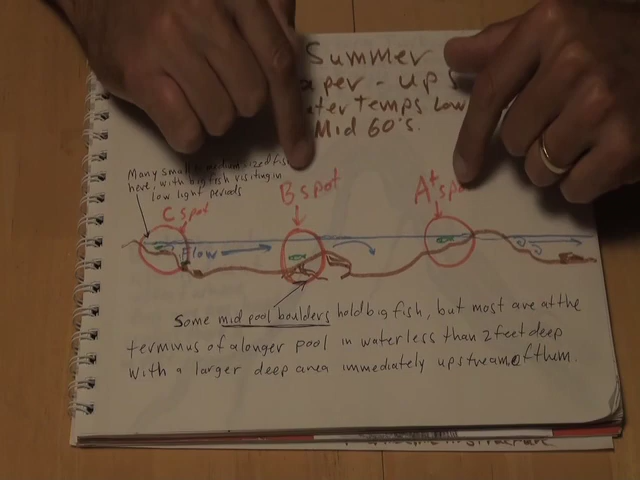 Summer
per - up s
ter temps Low
Mid 60's.
Many small to medium sized fish
here, with big fish visiting in
low light periods
C spot
B spot
A+ spot
Flow
Some mid pool boulders hold big fish, but most are at the
terminus of a longer pool in water less than 2 feet deep
with a larger deep area immediately upstream of them.